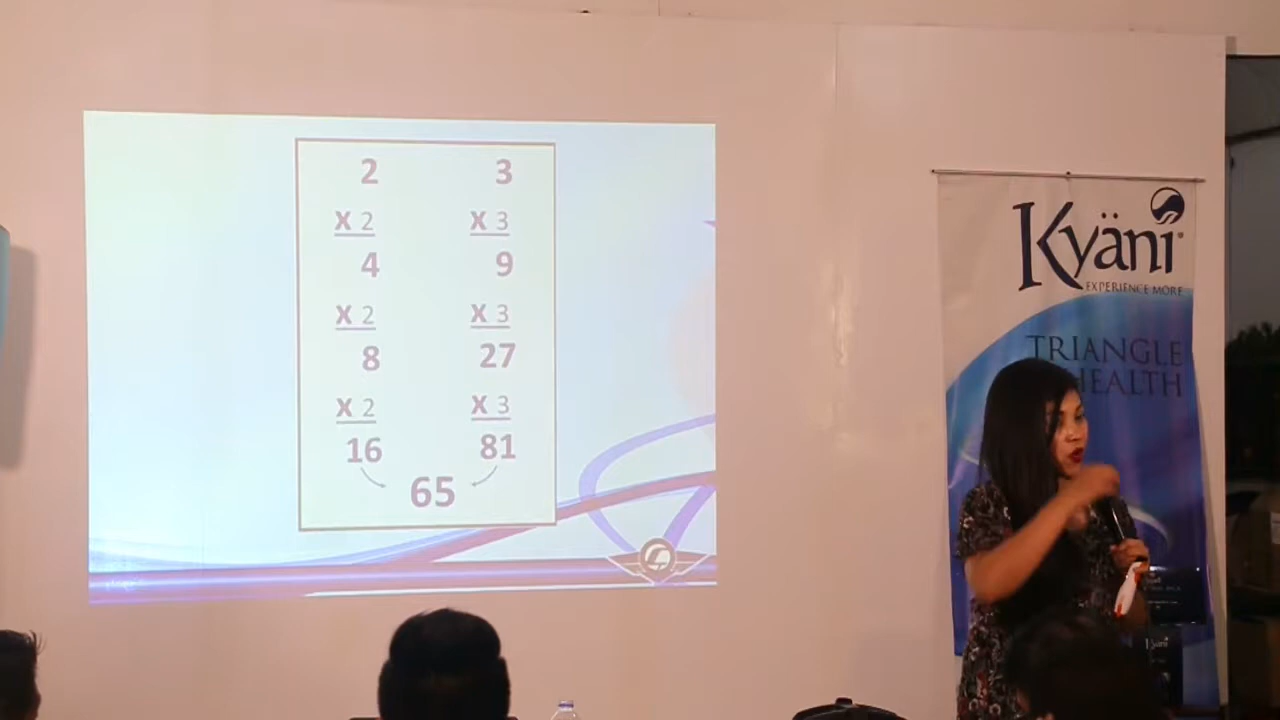 2 3
X 2 X 3
4 9
X 2 X 3
8 27
X 2 X 3
16 81
65
Kyäni
EXPERIENCE MORE
TRIANGLE
HEALTH
Kyäni